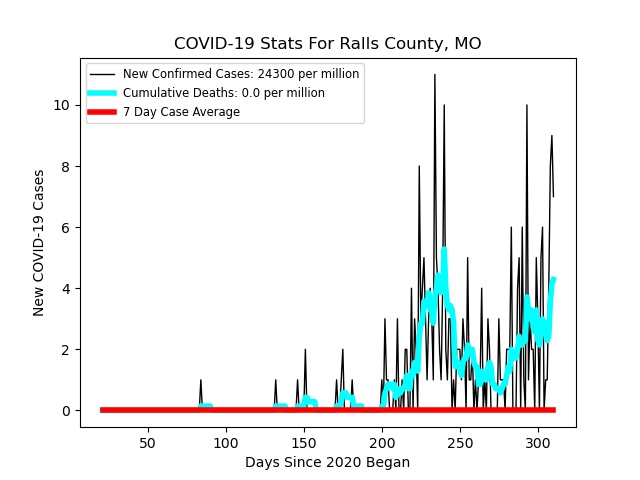 COVID-19 Stats For Ralls County, MO
New Confirmed Cases: 24300 per million
Cumulative Deaths: 0.0 per million
7 Day Case Average
10
8
6
4
2
0
New COVID-19 Cases
50 100 150 200 250 300
Days Since 2020 Began